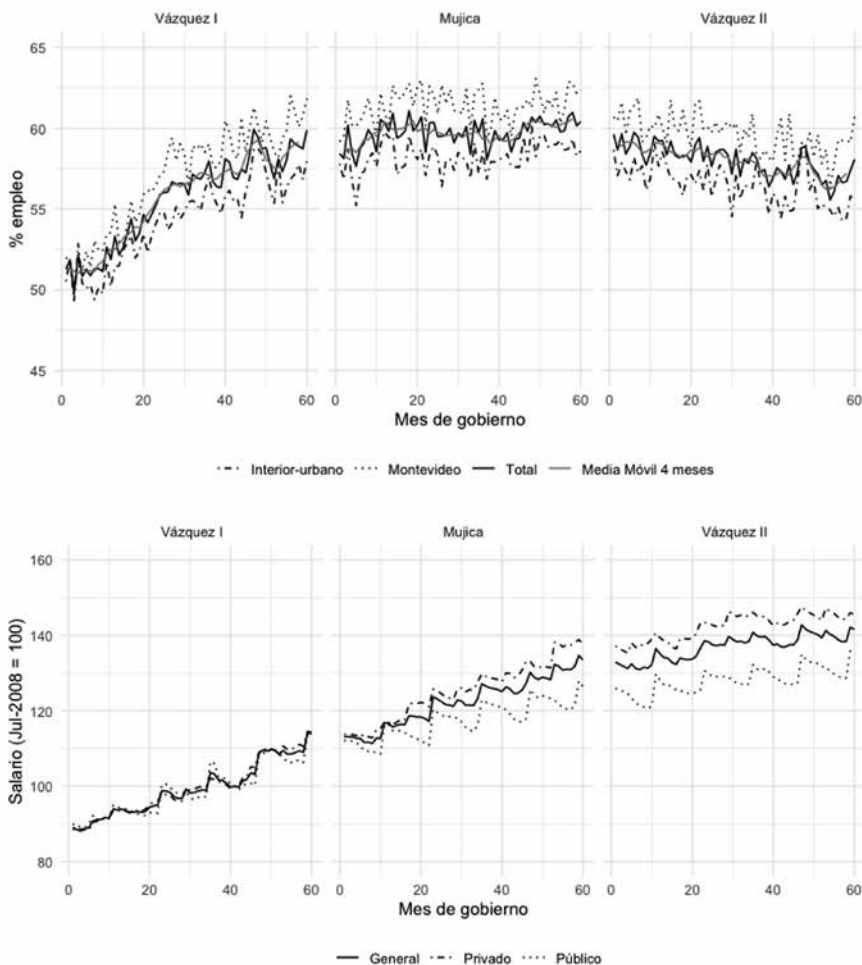 Vázquez I Mujica Vázquez II
65
60
55
50
45
% empleo
0 20 40 60 0 20 40 60 0 20 40 60
Mes de gobierno
Interior-urbano Montevideo Total Media Móvil 4 meses
Vázquez I Mujica Vázquez II
160
140
120
100
80
Salario (Jul-2008 = 100)
0 20 40 60 0 20 40 60 0 20 40 60
Mes de gobierno
General Privado Público